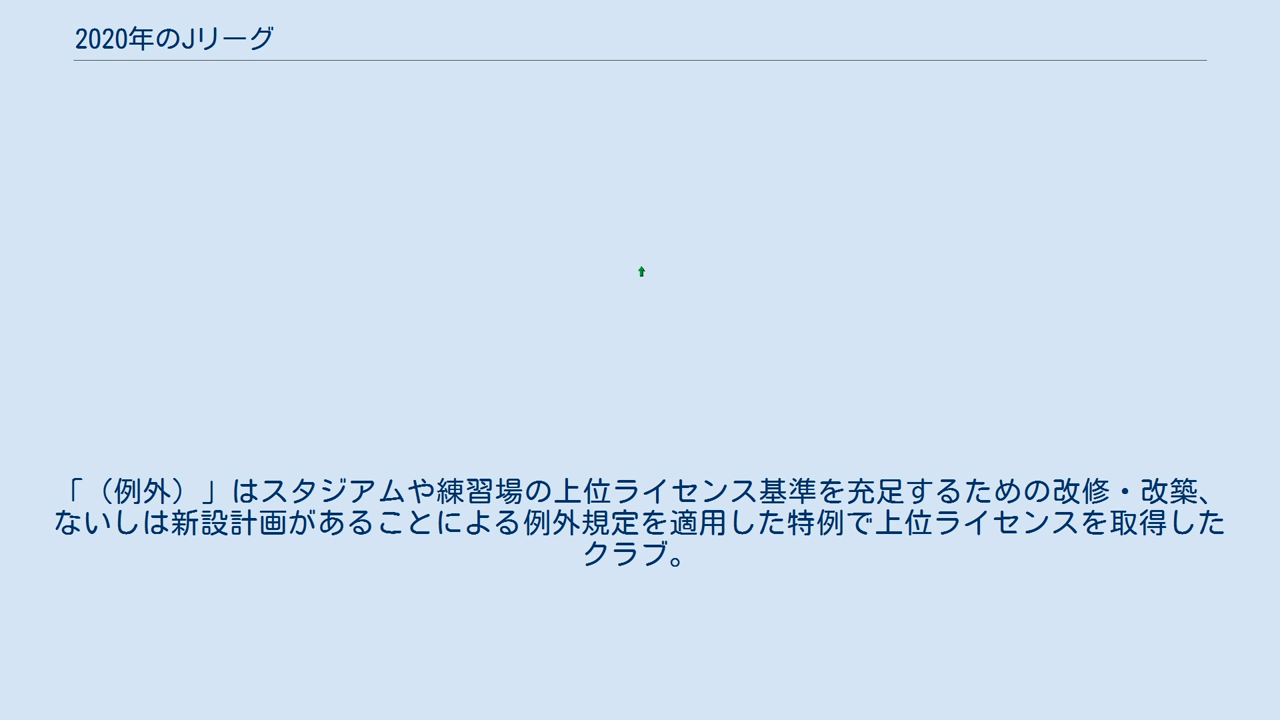 2020年のJリーグ
「（例外）」はスタジアムや練習場の上位ライセンス基準を充足するための改修・改築、
ないしは新設計画があることによる例外規定を適用した特例で上位ライセンスを取得した
クラブ。